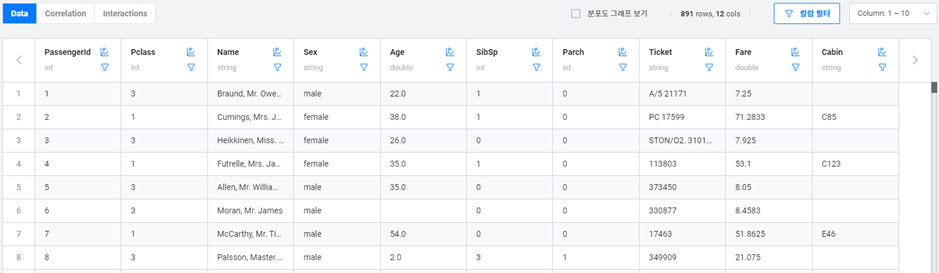 Data Correlation Interactions 분포도 그래프 보기 891 rows, 12 cols 컬럼 필터 Column: 1 ~ 10
PassengerId Pclass Name Sex Age SibSp Parch Ticket Fare Cabin
int int string string double int int string double string
1 1 3 Braund, Mr. Owe... male 22.0 1 0 A/5 21171 7.25
2 2 1 Cumings, Mrs. J... female 38.0 1 0 PC 17599 71.2833 C85
3 3 3 Heikkinen, Miss. ... female 26.0 0 0 STON/O2. 3101... 7.925
4 4 1 Futrelle, Mrs. Ja... female 35.0 1 0 113803 53.1 C123
5 5 3 Allen, Mr. Willia... male 35.0 0 0 373450 8.05
6 6 3 Moran, Mr. James male 0 0 330877 8.4583
7 7 1 McCarthy, Mr. Ti... male 54.0 0 0 17463 51.8625 E46
8 8 3 Palsson, Master.... male 2.0 3 1 349909 21.075